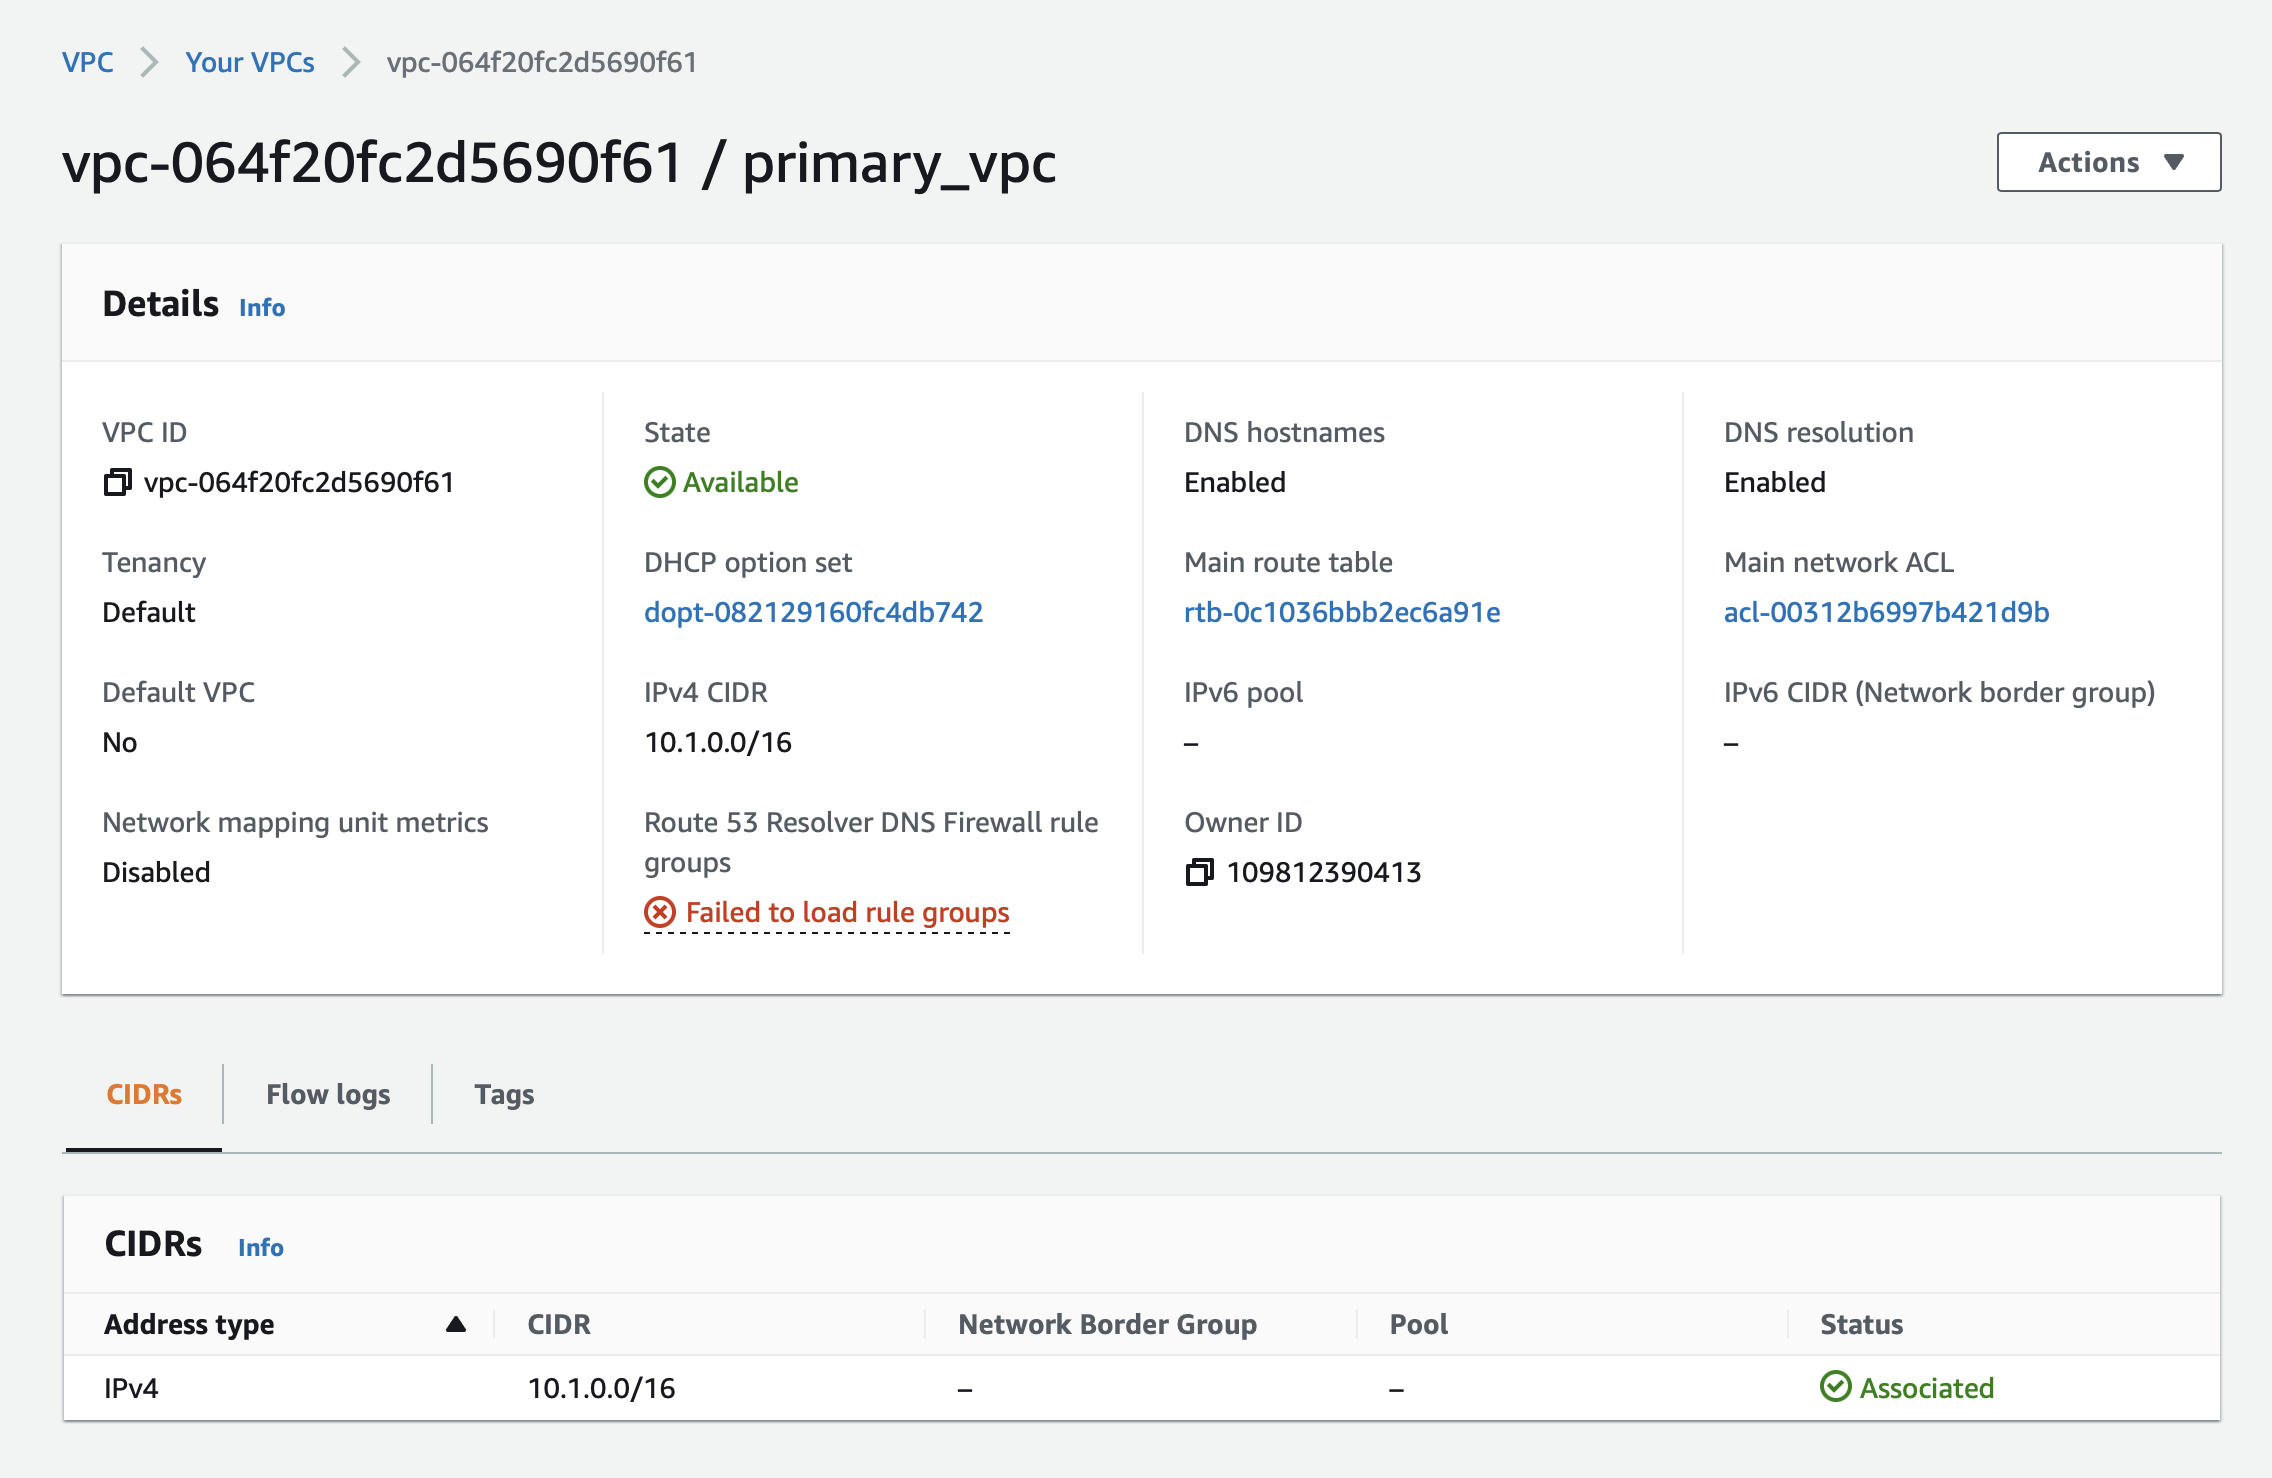 VPC Your VPCs vpc-064f20fc2d5690f61
vpc-064f20fc2d5690f61 / primary_vpc
Actions
Details Info
VPC ID
vpc-064f20fc2d5690f61
State
Available
DNS hostnames
Enabled
DNS resolution
Enabled
Tenancy
Default
DHCP option set
dopt-082129160fc4db742
Main route table
rtb-0c1036bbb2ec6a91e
Main network ACL
acl-00312b6997b421d9b
Default VPC
No
IPv4 CIDR
10.1.0.0/16
IPv6 pool
–
IPv6 CIDR (Network border group)
–
Network mapping unit metrics
Disabled
Route 53 Resolver DNS Firewall rule
groups
Failed to load rule groups
Owner ID
109812390413
CIDRs Flow logs Tags
CIDRs Info
Address type CIDR Network Border Group Pool Status
IPv4 10.1.0.0/16 – – Associated